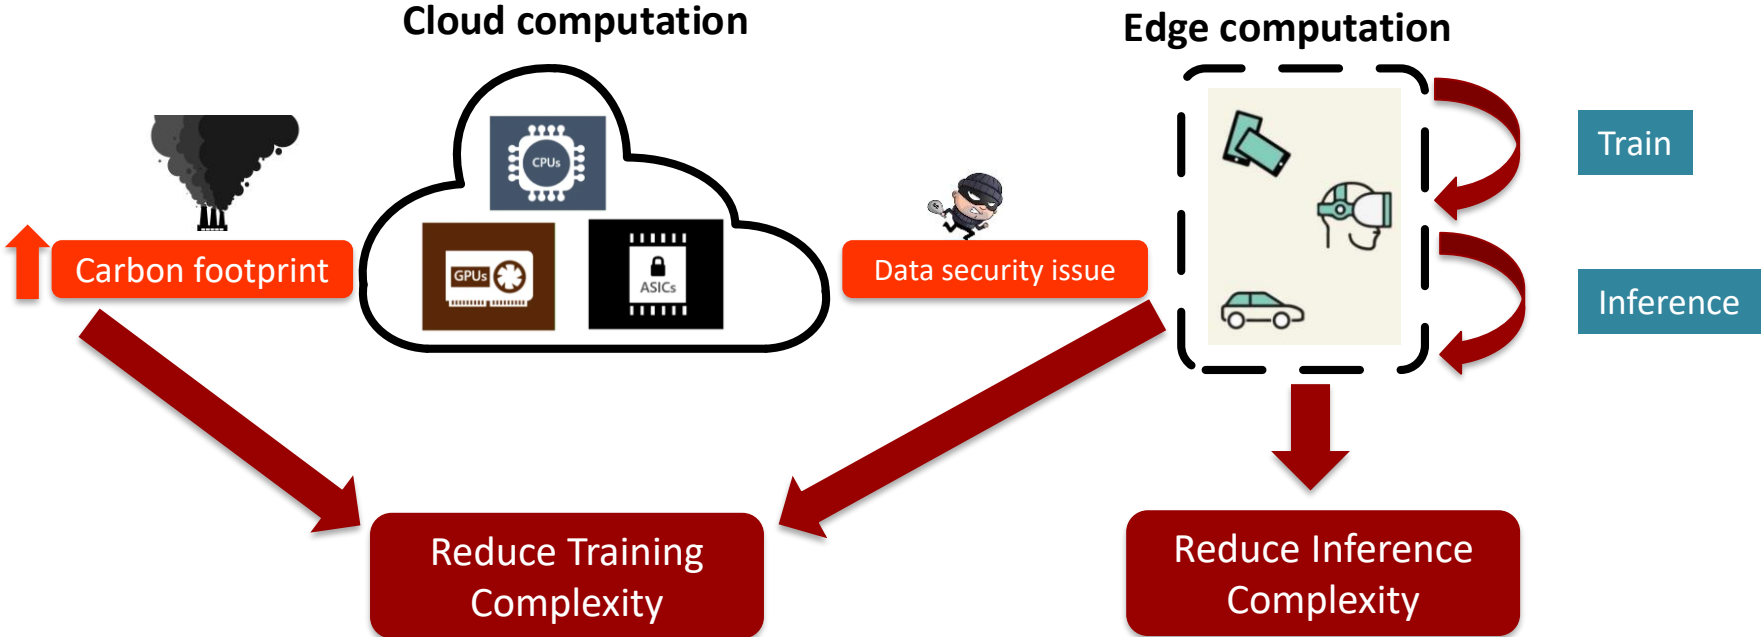 Cloud computation
Edge computation
CPUs
GPUs
ASICs
Carbon footprint
Data security issue
Train
Inference
Reduce Training
Complexity
Reduce Inference
Complexity